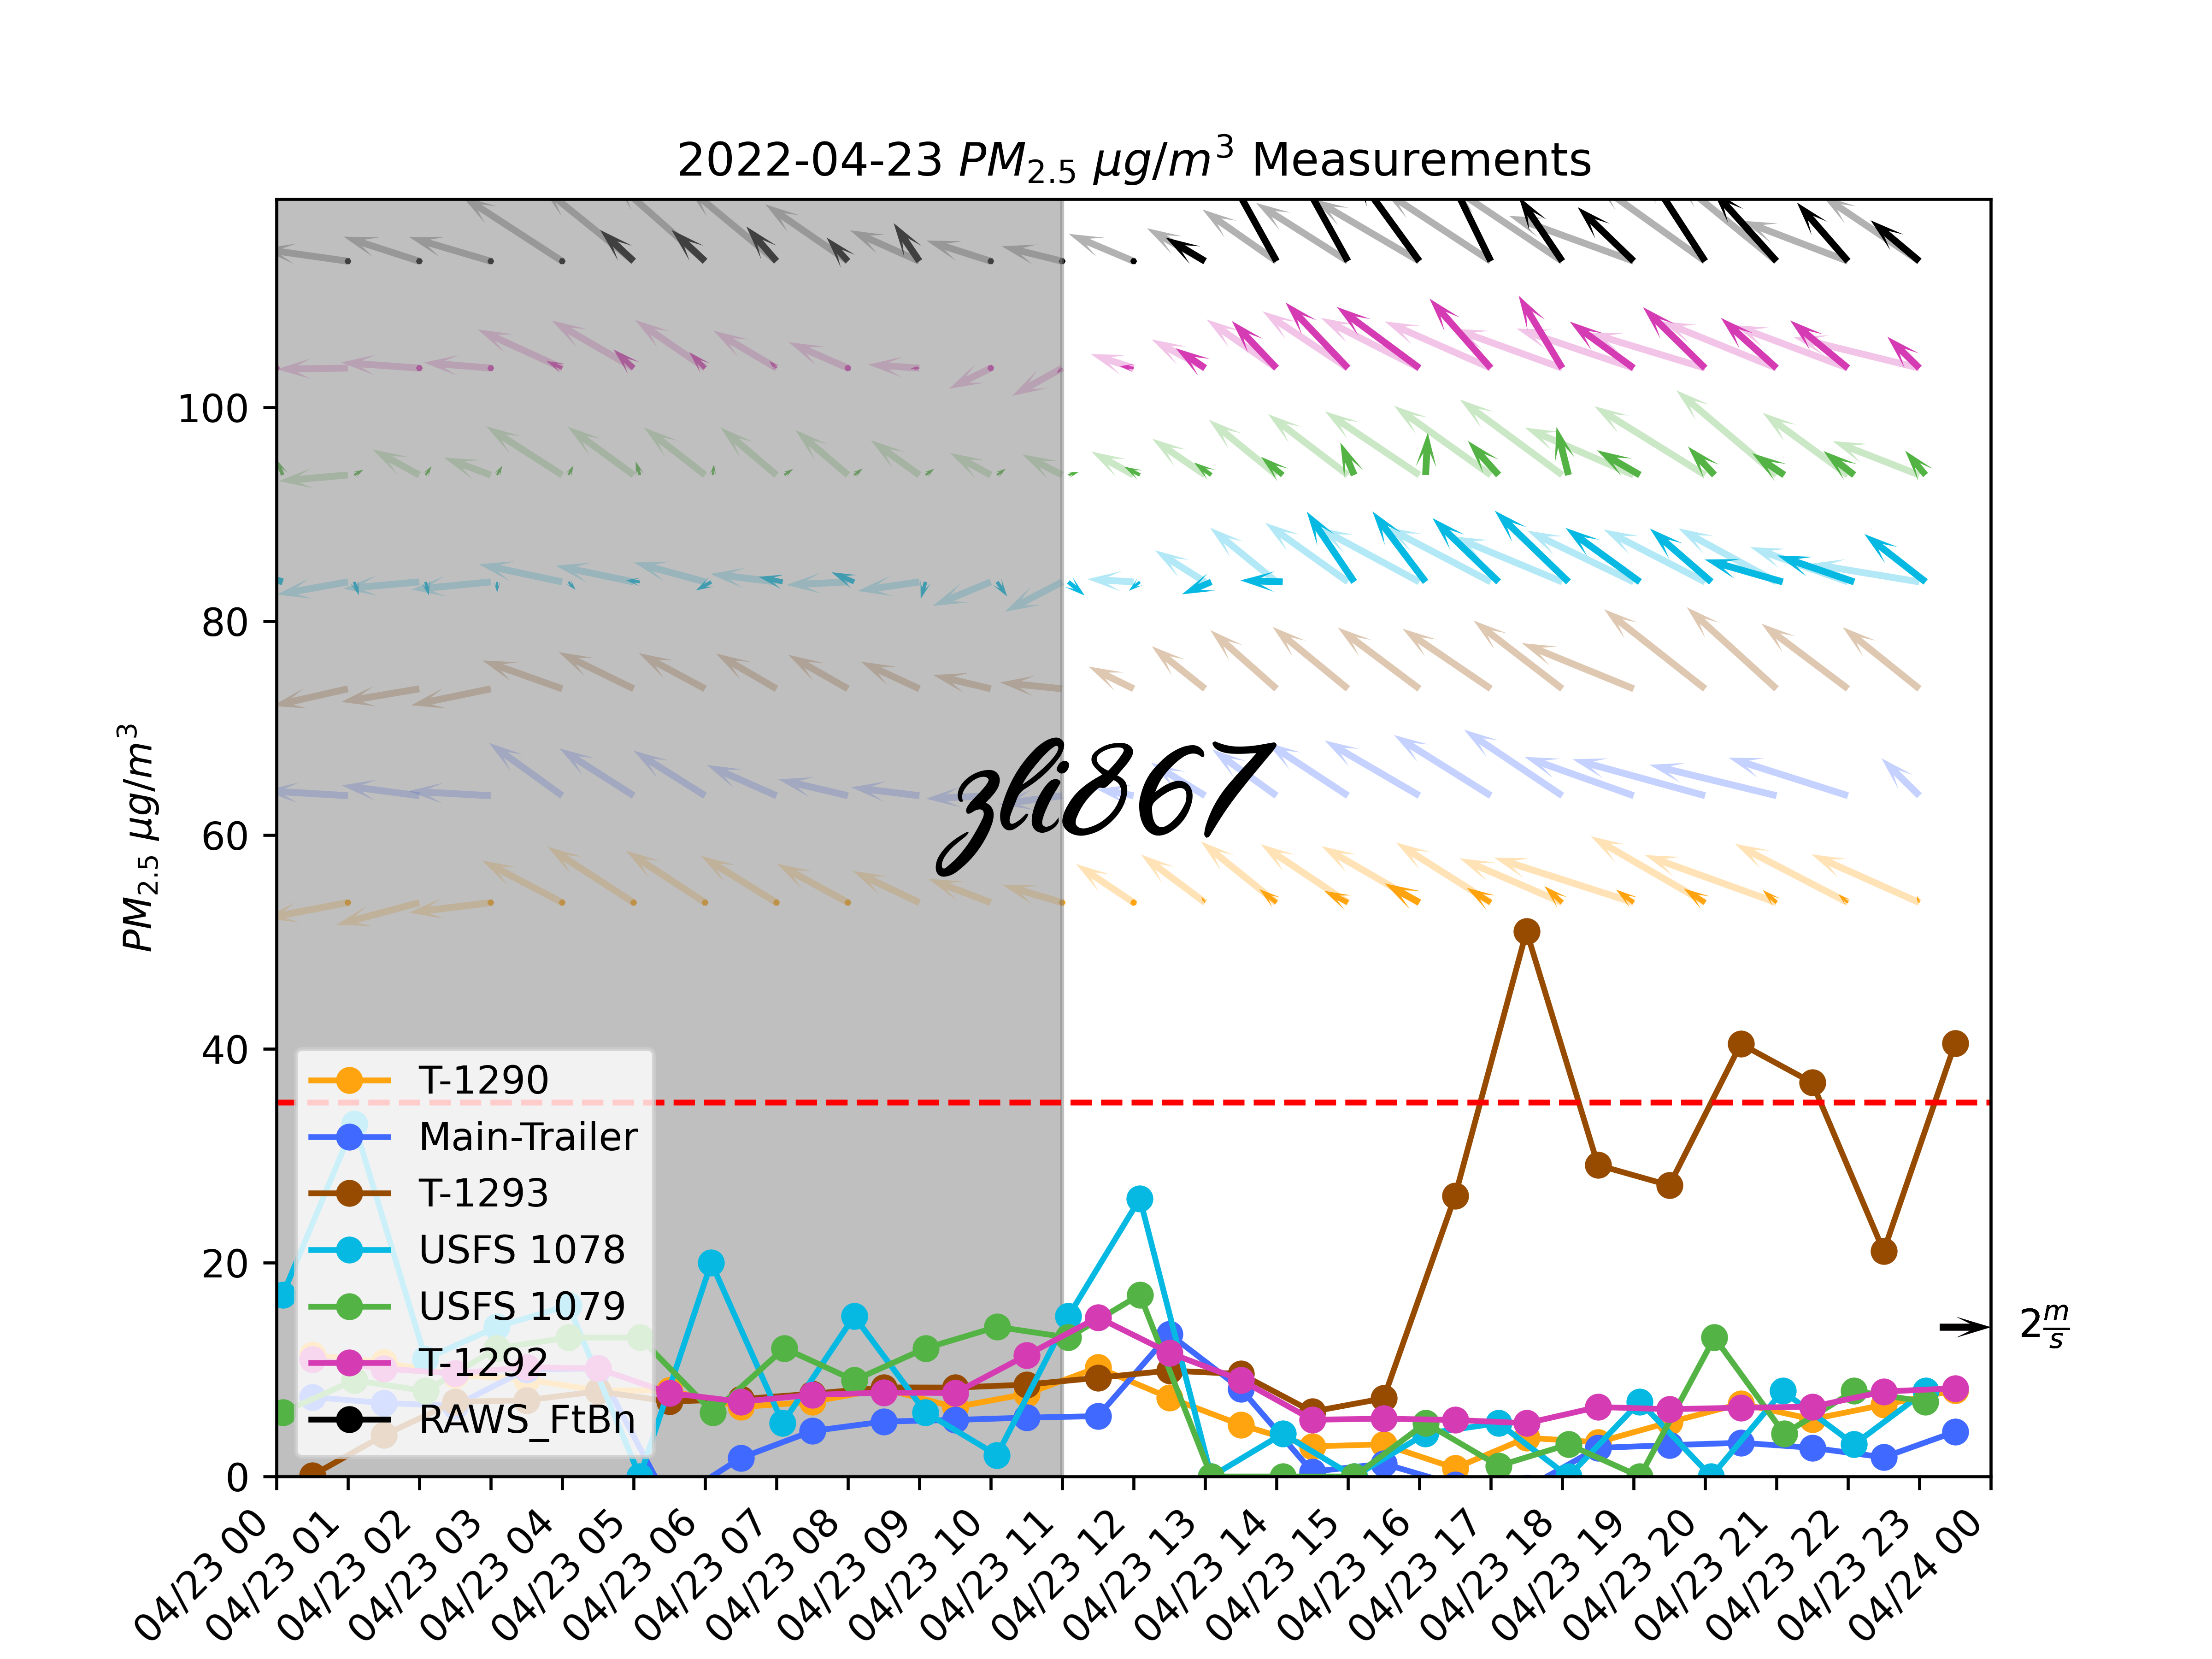 2022-04-23 PM2.5 μg/m³ Measurements
PM2.5 μg/m³
100
80
60
40
20
0
zli867
T-1290
Main-Trailer
T-1293
USFS 1078
USFS 1079
T-1292
RAWS_FtBn
2 m/s
04/23 00
04/23 01
04/23 02
04/23 03
04/23 04
04/23 05
04/23 06
04/23 07
04/23 08
04/23 09
04/23 10
04/23 11
04/23 12
04/23 13
04/23 14
04/23 15
04/23 16
04/23 17
04/23 18
04/23 19
04/23 20
04/23 21
04/23 22
04/23 23
04/24 00